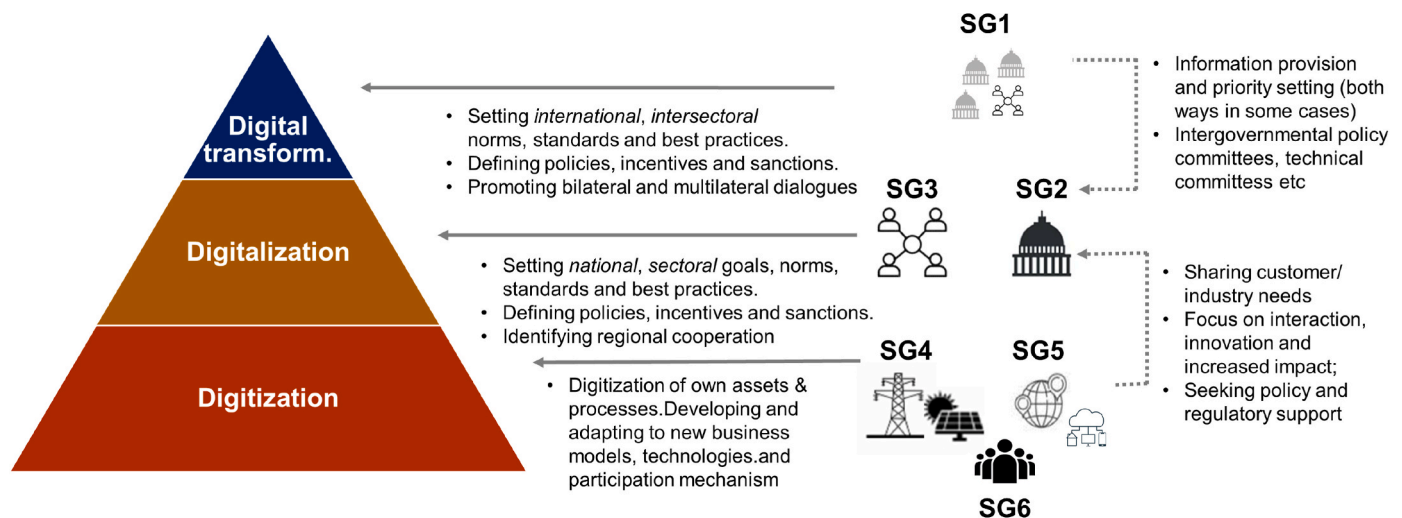 SG1
Digital
transform.
• Setting international, intersectoral
norms, standards and best practices.
• Defining policies, incentives and sanctions.
• Promoting bilateral and multilateral dialogues
• Information provision
and priority setting (both
ways in some cases)
• Intergovernmental policy
committees, technical
committess etc
SG3
SG2
Digitalization
• Setting national, sectoral goals, norms,
standards and best practices.
• Defining policies, incentives and sanctions.
• Identifying regional cooperation
• Sharing customer/
industry needs
• Focus on interaction,
innovation and
increased impact;
• Seeking policy and
regulatory support
SG4
SG5
Digitization
• Digitization of own assets &
processes.Developing and
adapting to new business
models, technologies.and
participation mechanism
SG6